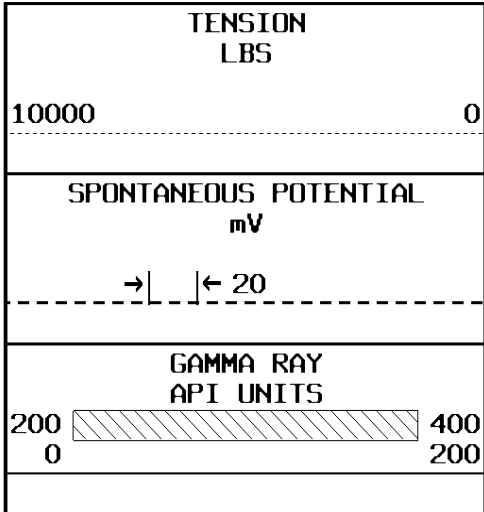 TENSION
LBS
10000 0
SPONTANEOUS POTENTIAL
mV
→ ← 20
GAMMA RAY
API UNITS
200 400
0 200